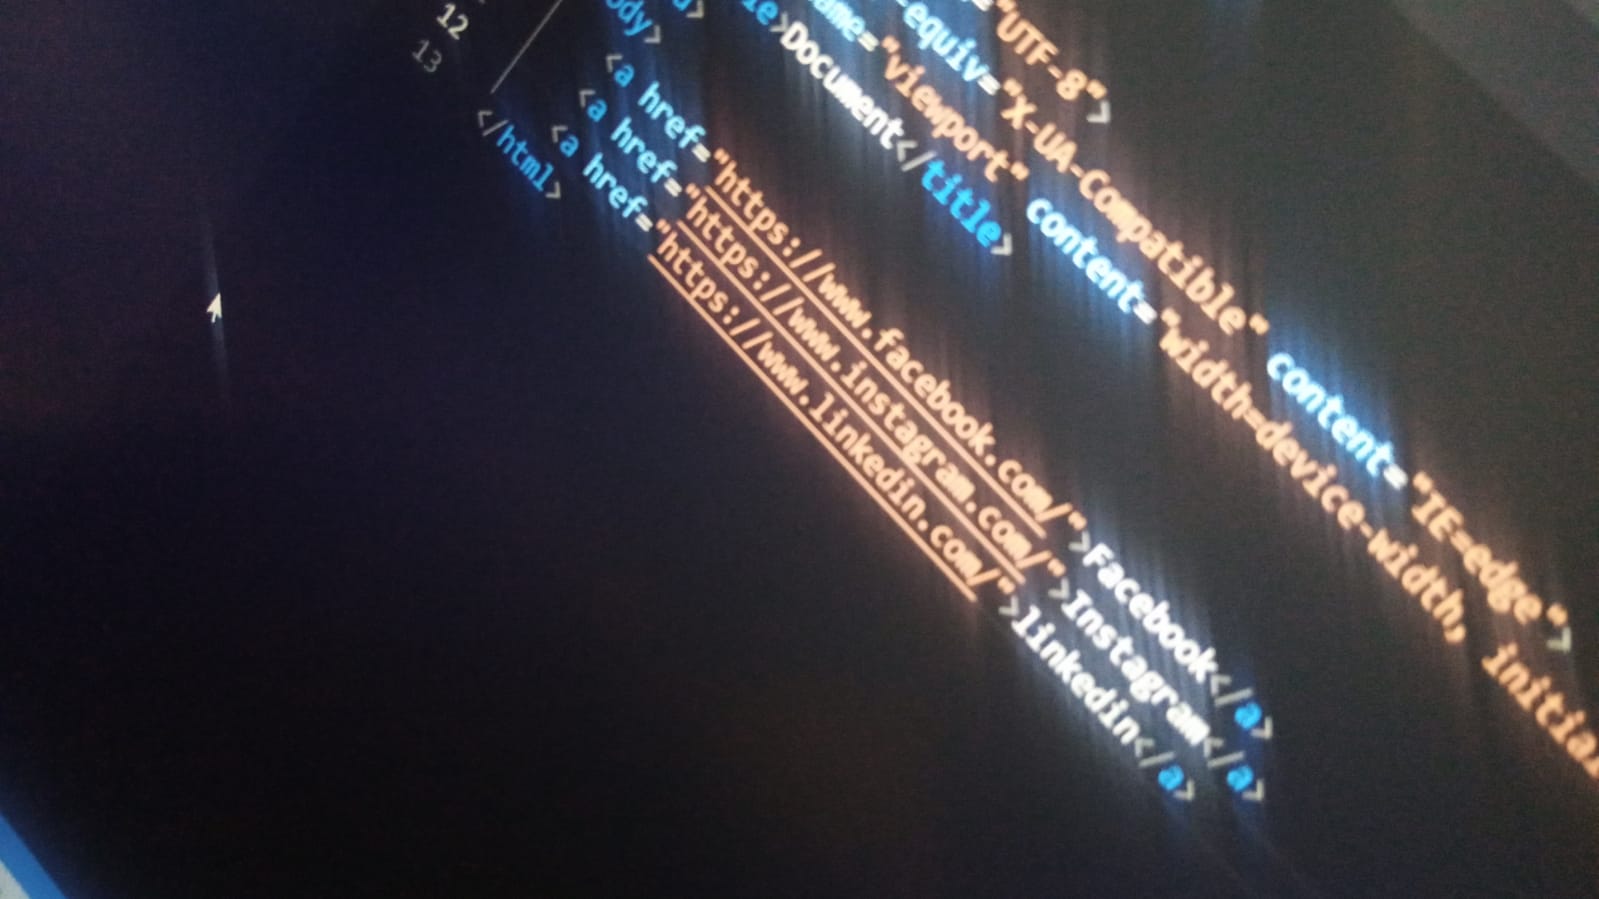 ="UTF-8">
-equiv="X-UA-Compatible" content="IE=edge">
ame="viewport" content="width=device-width, initial
le>Document</title>
d>
ody>
<a href="https://www.facebook.com/">Facebook</a>
<a href="https://www.instagram.com/">Instagram</a>
12 <a href="https://www.linkedin.com/">linkedin</a>
13 </html>